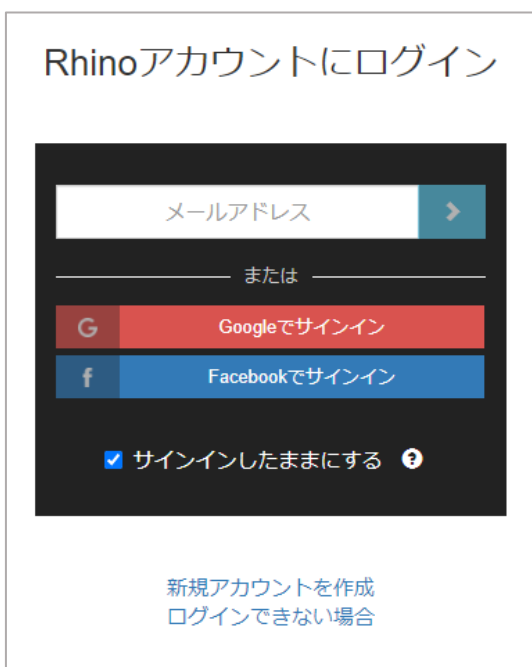 Rhinoアカウントにログイン
メールアドレス
または
G Googleでサインイン
f Facebookでサインイン
サインインしたままにする ?
新規アカウントを作成
ログインできない場合